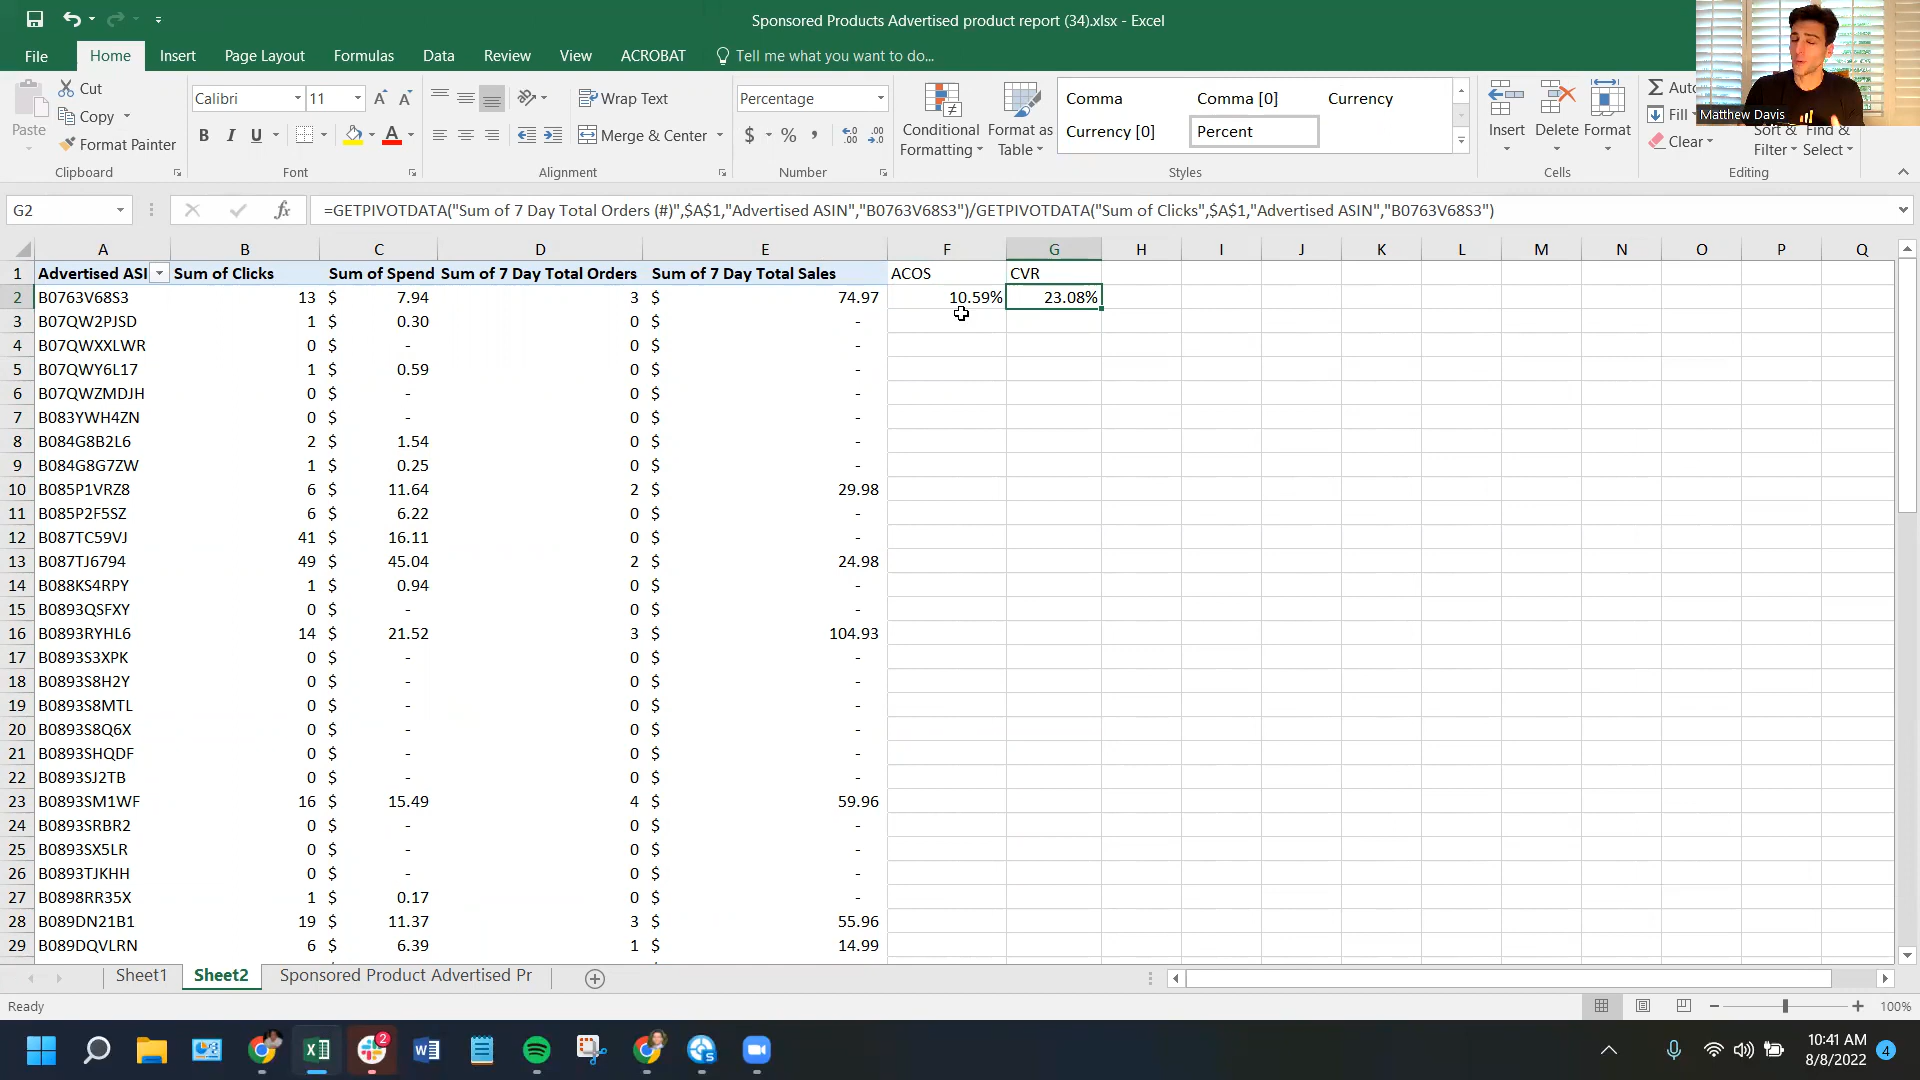 Sponsored Products Advertised product report (34).xlsx - Excel
File Home Insert Page Layout Formulas Data Review View ACROBAT Tell me what you want to do...
Matthew Davis
Paste
Cut
Copy
Format Painter
Clipboard
Calibri 11
B I U
Font
Wrap Text
Merge & Center
Alignment
Percentage
$ % ,
Number
Conditional Formatting
Format as Table
Comma Comma [0] Currency
Currency [0] Percent
Styles
Insert Delete Format
Cells
Fill
Clear
Sort & Filter
Find & Select
Editing
G2 fx =GETPIVOTDATA("Sum of 7 Day Total Orders (#)",$A$1,"Advertised ASIN","B0763V68S3")/GETPIVOTDATA("Sum of Clicks",$A$1,"Advertised ASIN","B0763V68S3")
A B C D E F G H I J K L M N O P Q
1 Advertised ASI Sum of Clicks Sum of Spend Sum of 7 Day Total Orders Sum of 7 Day Total Sales ACOS CVR
2 B0763V68S3 13 $ 7.94 3 $ 74.97 10.59% 23.08%
3 B07QW2PJSD 1 $ 0.30 0 $ -
4 B07QWXXLWR 0 $ - 0 $ -
5 B07QWY6L17 1 $ 0.59 0 $ -
6 B07QWZMDJH 0 $ - 0 $ -
7 B083YWH4ZN 0 $ - 0 $ -
8 B084G8B2L6 2 $ 1.54 0 $ -
9 B084G8G7ZW 1 $ 0.25 0 $ -
10 B085P1VRZ8 6 $ 11.64 2 $ 29.98
11 B085P2F5SZ 6 $ 6.22 0 $ -
12 B087TC59VJ 41 $ 16.11 0 $ -
13 B087TJ6794 49 $ 45.04 2 $ 24.98
14 B088KS4RPY 1 $ 0.94 0 $ -
15 B0893QSFXY 0 $ - 0 $ -
16 B0893RYHL6 14 $ 21.52 3 $ 104.93
17 B0893S3XPK 0 $ - 0 $ -
18 B0893S8H2Y 0 $ - 0 $ -
19 B0893S8MTL 0 $ - 0 $ -
20 B0893S8Q6X 0 $ - 0 $ -
21 B0893SHQDF 0 $ - 0 $ -
22 B0893SJ2TB 0 $ - 0 $ -
23 B0893SM1WF 16 $ 15.49 4 $ 59.96
24 B0893SRBR2 0 $ - 0 $ -
25 B0893SX5LR 0 $ - 0 $ -
26 B0893TJKHH 0 $ - 0 $ -
27 B0898RR35X 1 $ 0.17 0 $ -
28 B089DN21B1 19 $ 11.37 3 $ 55.96
29 B089DQVLRN 6 $ 6.39 1 $ 14.99
Sheet1 Sheet2 Sponsored Product Advertised Pr
Ready 100%
2
10:41 AM
8/8/2022 4